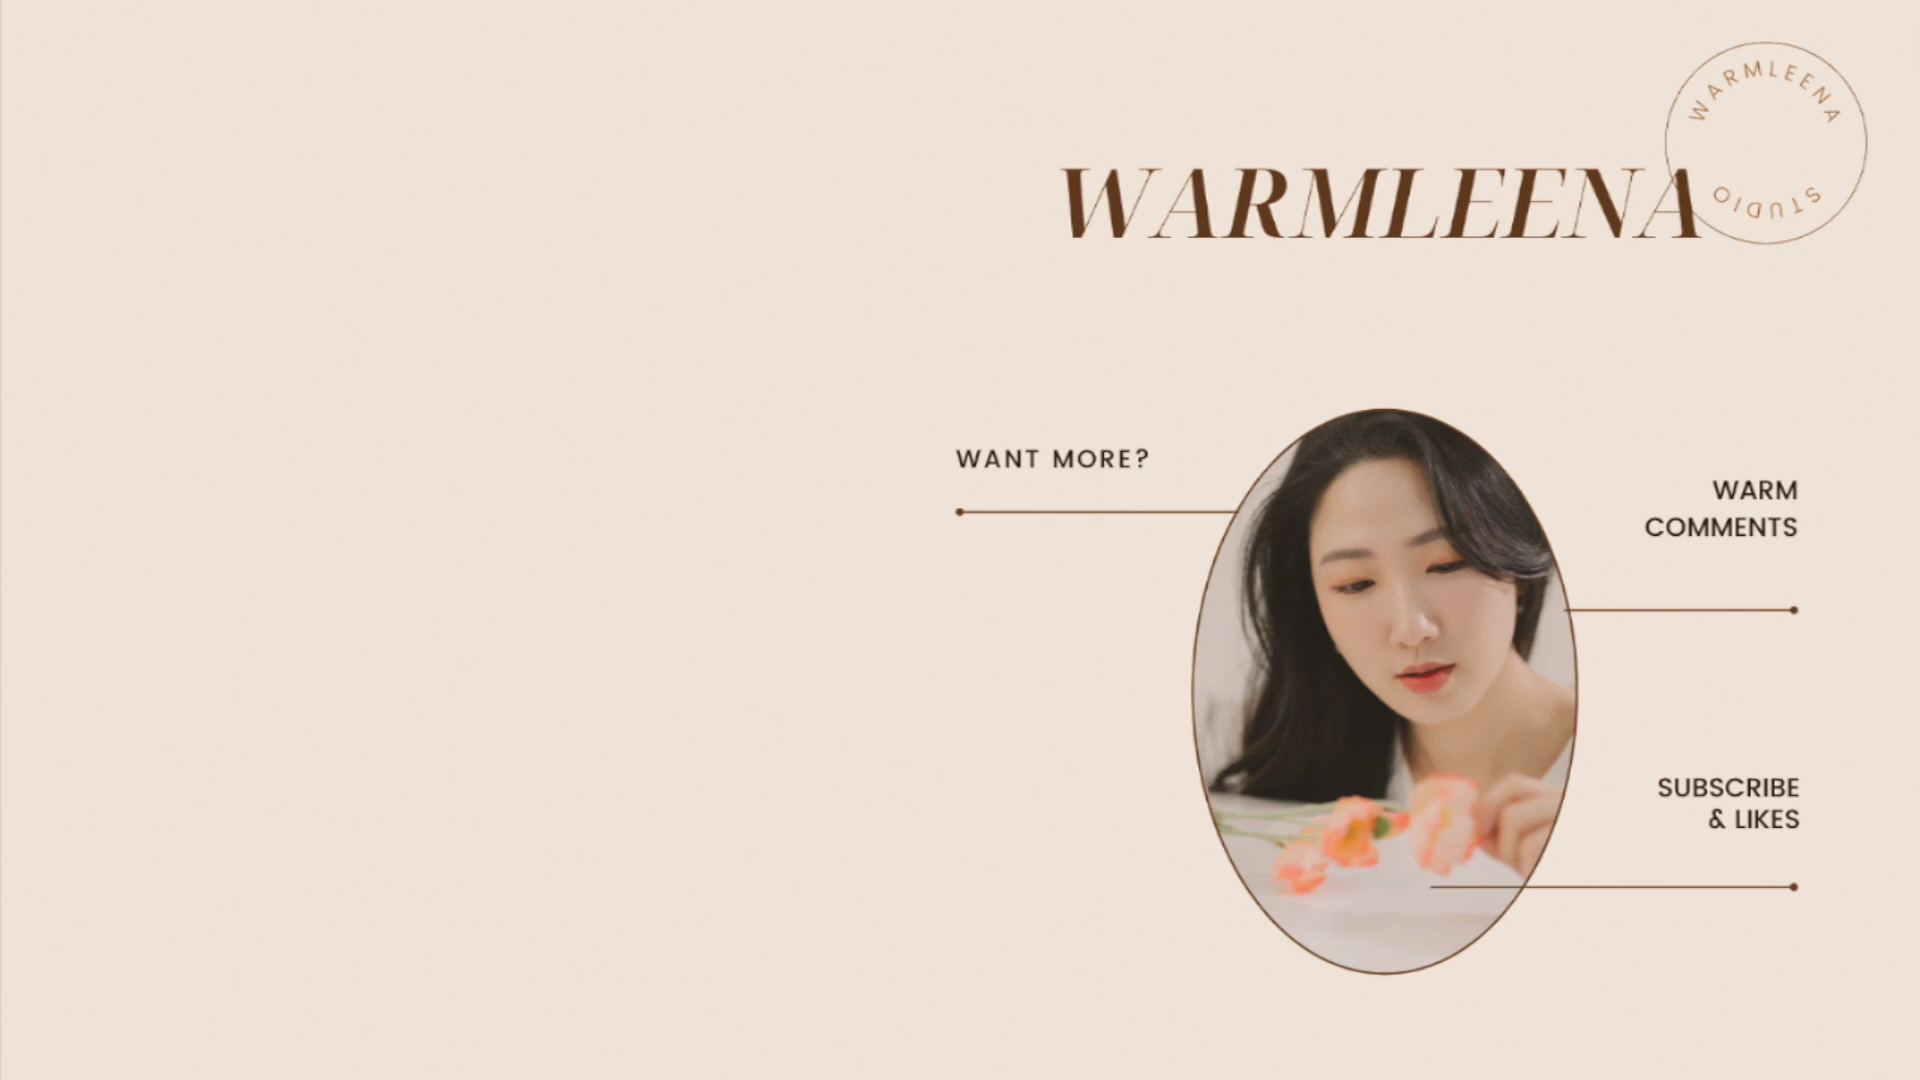 WARMLEENA
STUDIO
WARMLEENA
WANT MORE?
WARM
COMMENTS
SUBSCRIBE
& LIKES